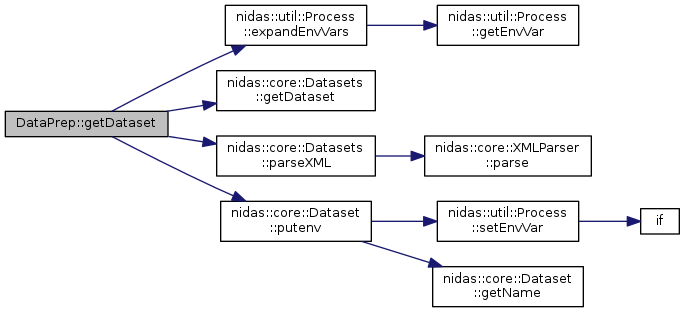 nidas::util::Process
::expandEnvVars
nidas::util::Process
::getEnvVar
nidas::core::Datasets
::getDataset
DataPrep::getDataset
nidas::core::Datasets
::parseXML
nidas::core::XMLParser
::parse
nidas::core::Dataset
::putenv
nidas::util::Process
::setEnvVar
if
nidas::core::Dataset
::getName